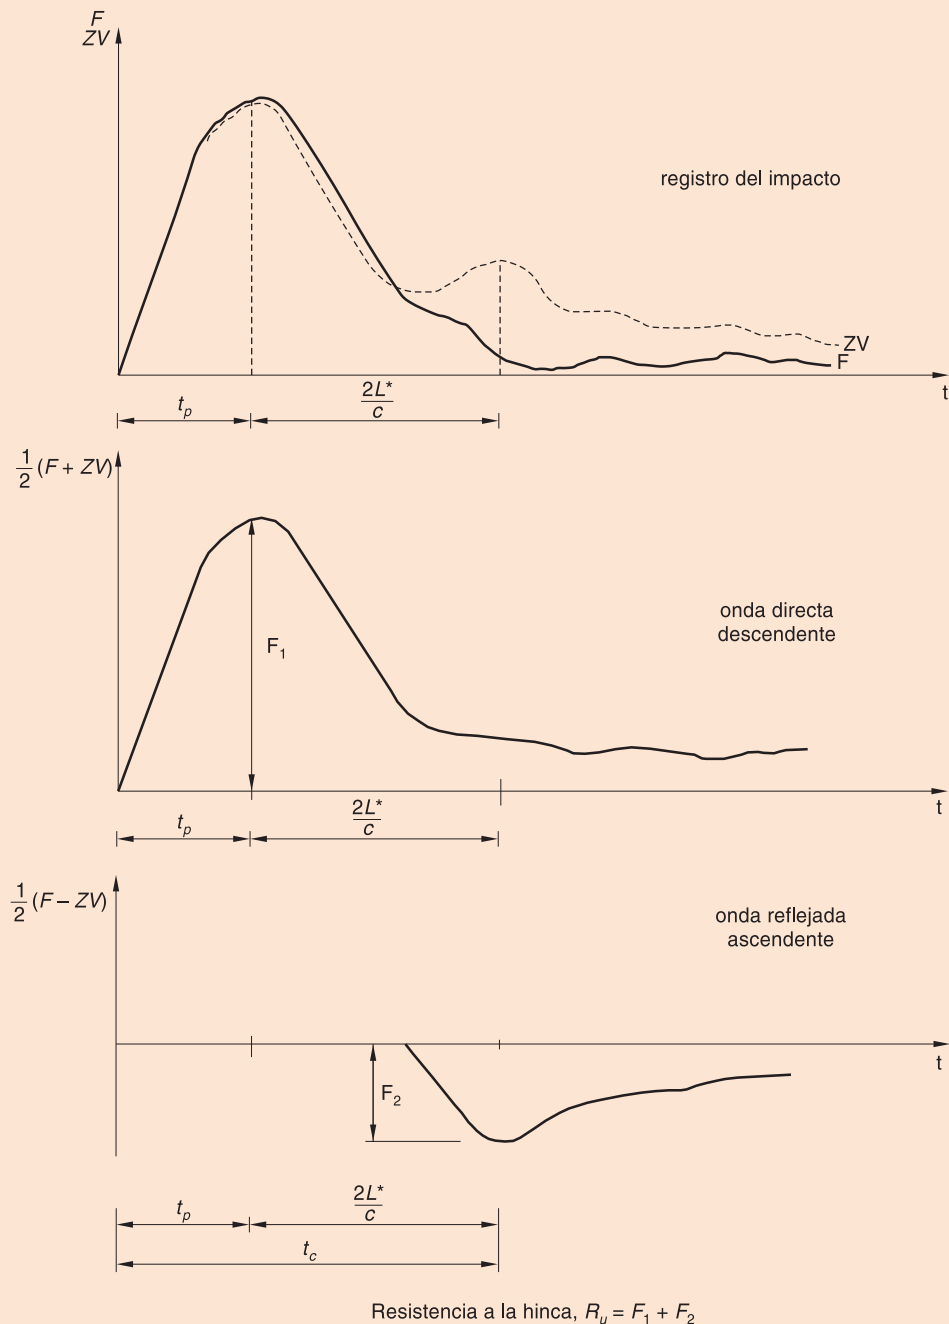 F
ZV
registro del impacto
ZV
F
t
t_p
2L*/c
1/2 (F + ZV)
F_1
onda directa
descendente
t
t_p
2L*/c
1/2 (F – ZV)
onda reflejada
ascendente
t
F_2
t_p
2L*/c
t_c
Resistencia a la hinca, R_u = F_1 + F_2